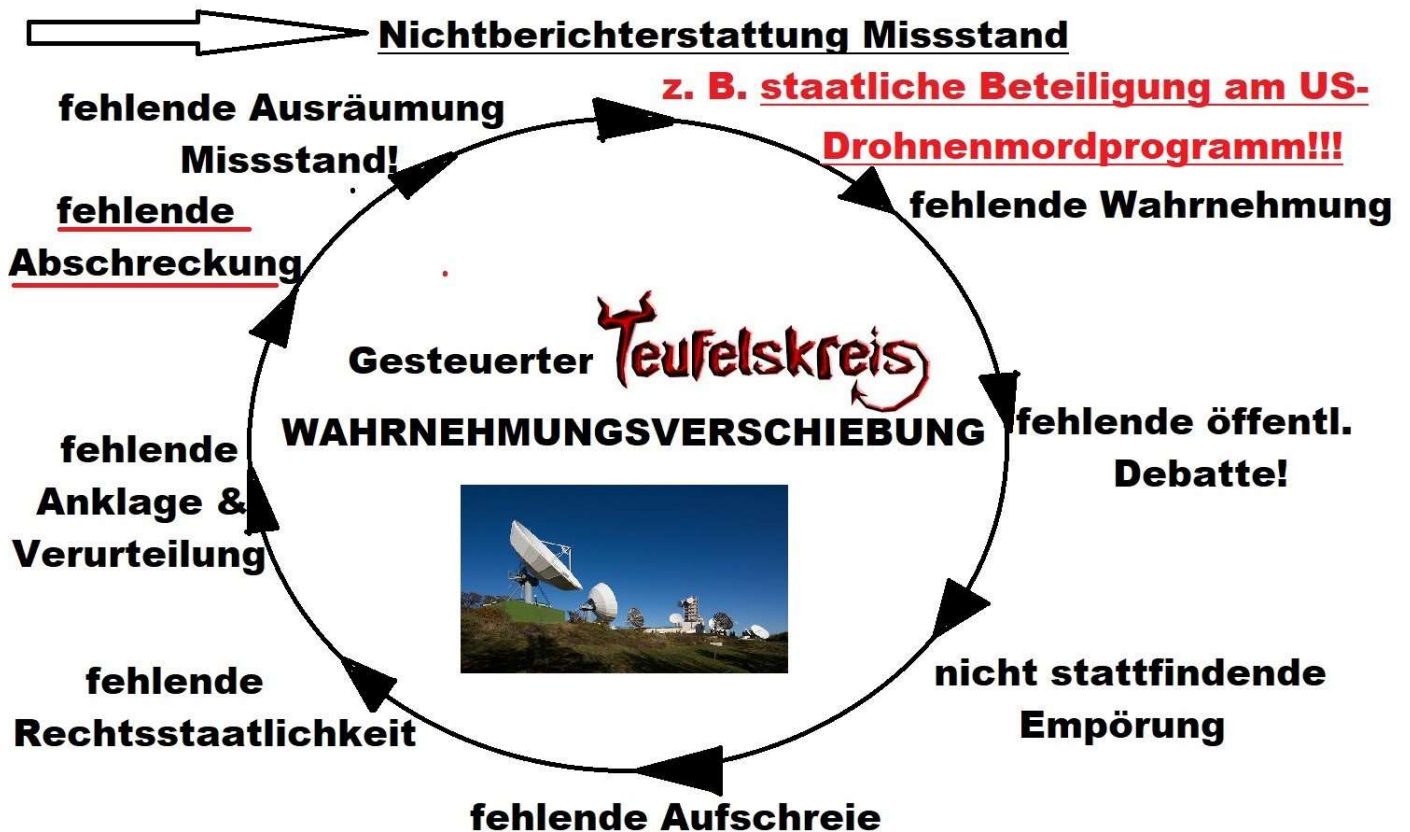 Nichtberichterstattung Missstand
z. B. staatliche Beteiligung am US-
Drohnenmordprogramm!!!
fehlende Wahrnehmung
fehlende öffentl.
Debatte!
nicht stattfindende
Empörung
fehlende Aufschreie
fehlende
Rechtsstaatlichkeit
fehlende
Anklage &
Verurteilung
fehlende
Abschreckung
fehlende Ausräumung
Missstand!
Gesteuerter Teufelskreis
WAHRNEHMUNGSVERSCHIEBUNG